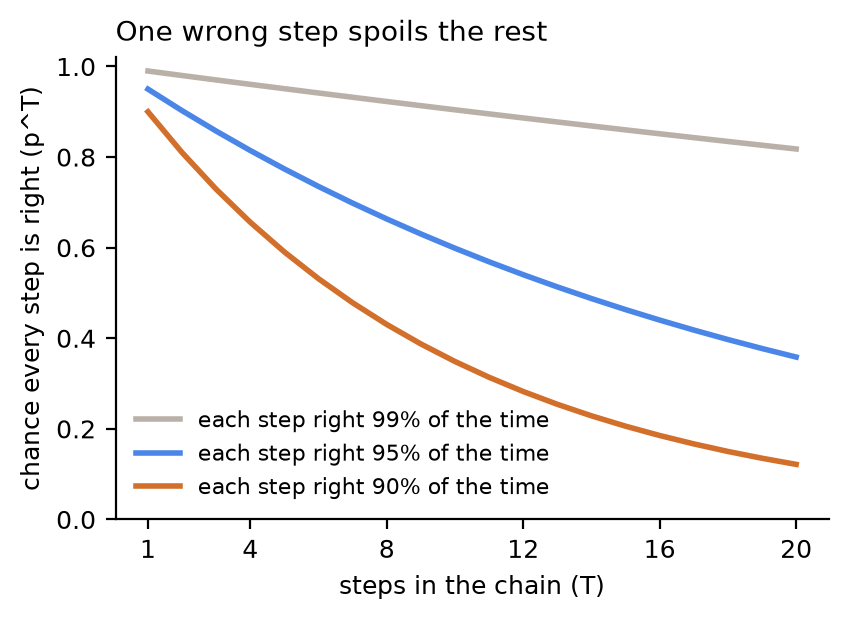 One wrong step spoils the rest
chance every step is right (p^T)
1.0
0.8
0.6
0.4
0.2
0.0
each step right 99% of the time
each step right 95% of the time
each step right 90% of the time
1 4 8 12 16 20
steps in the chain (T)